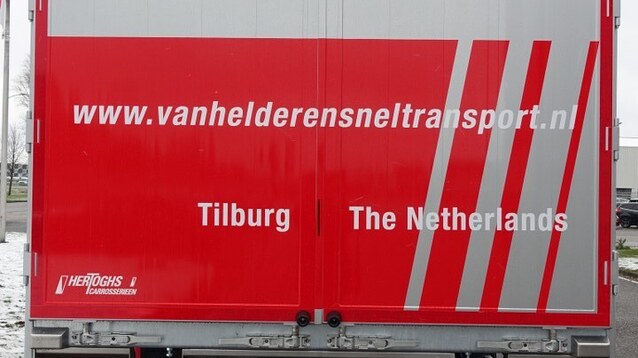 www.vanhelderensneltransport.nl
Tilburg The Netherlands
HERTOGHS
CARROSSERIEEN